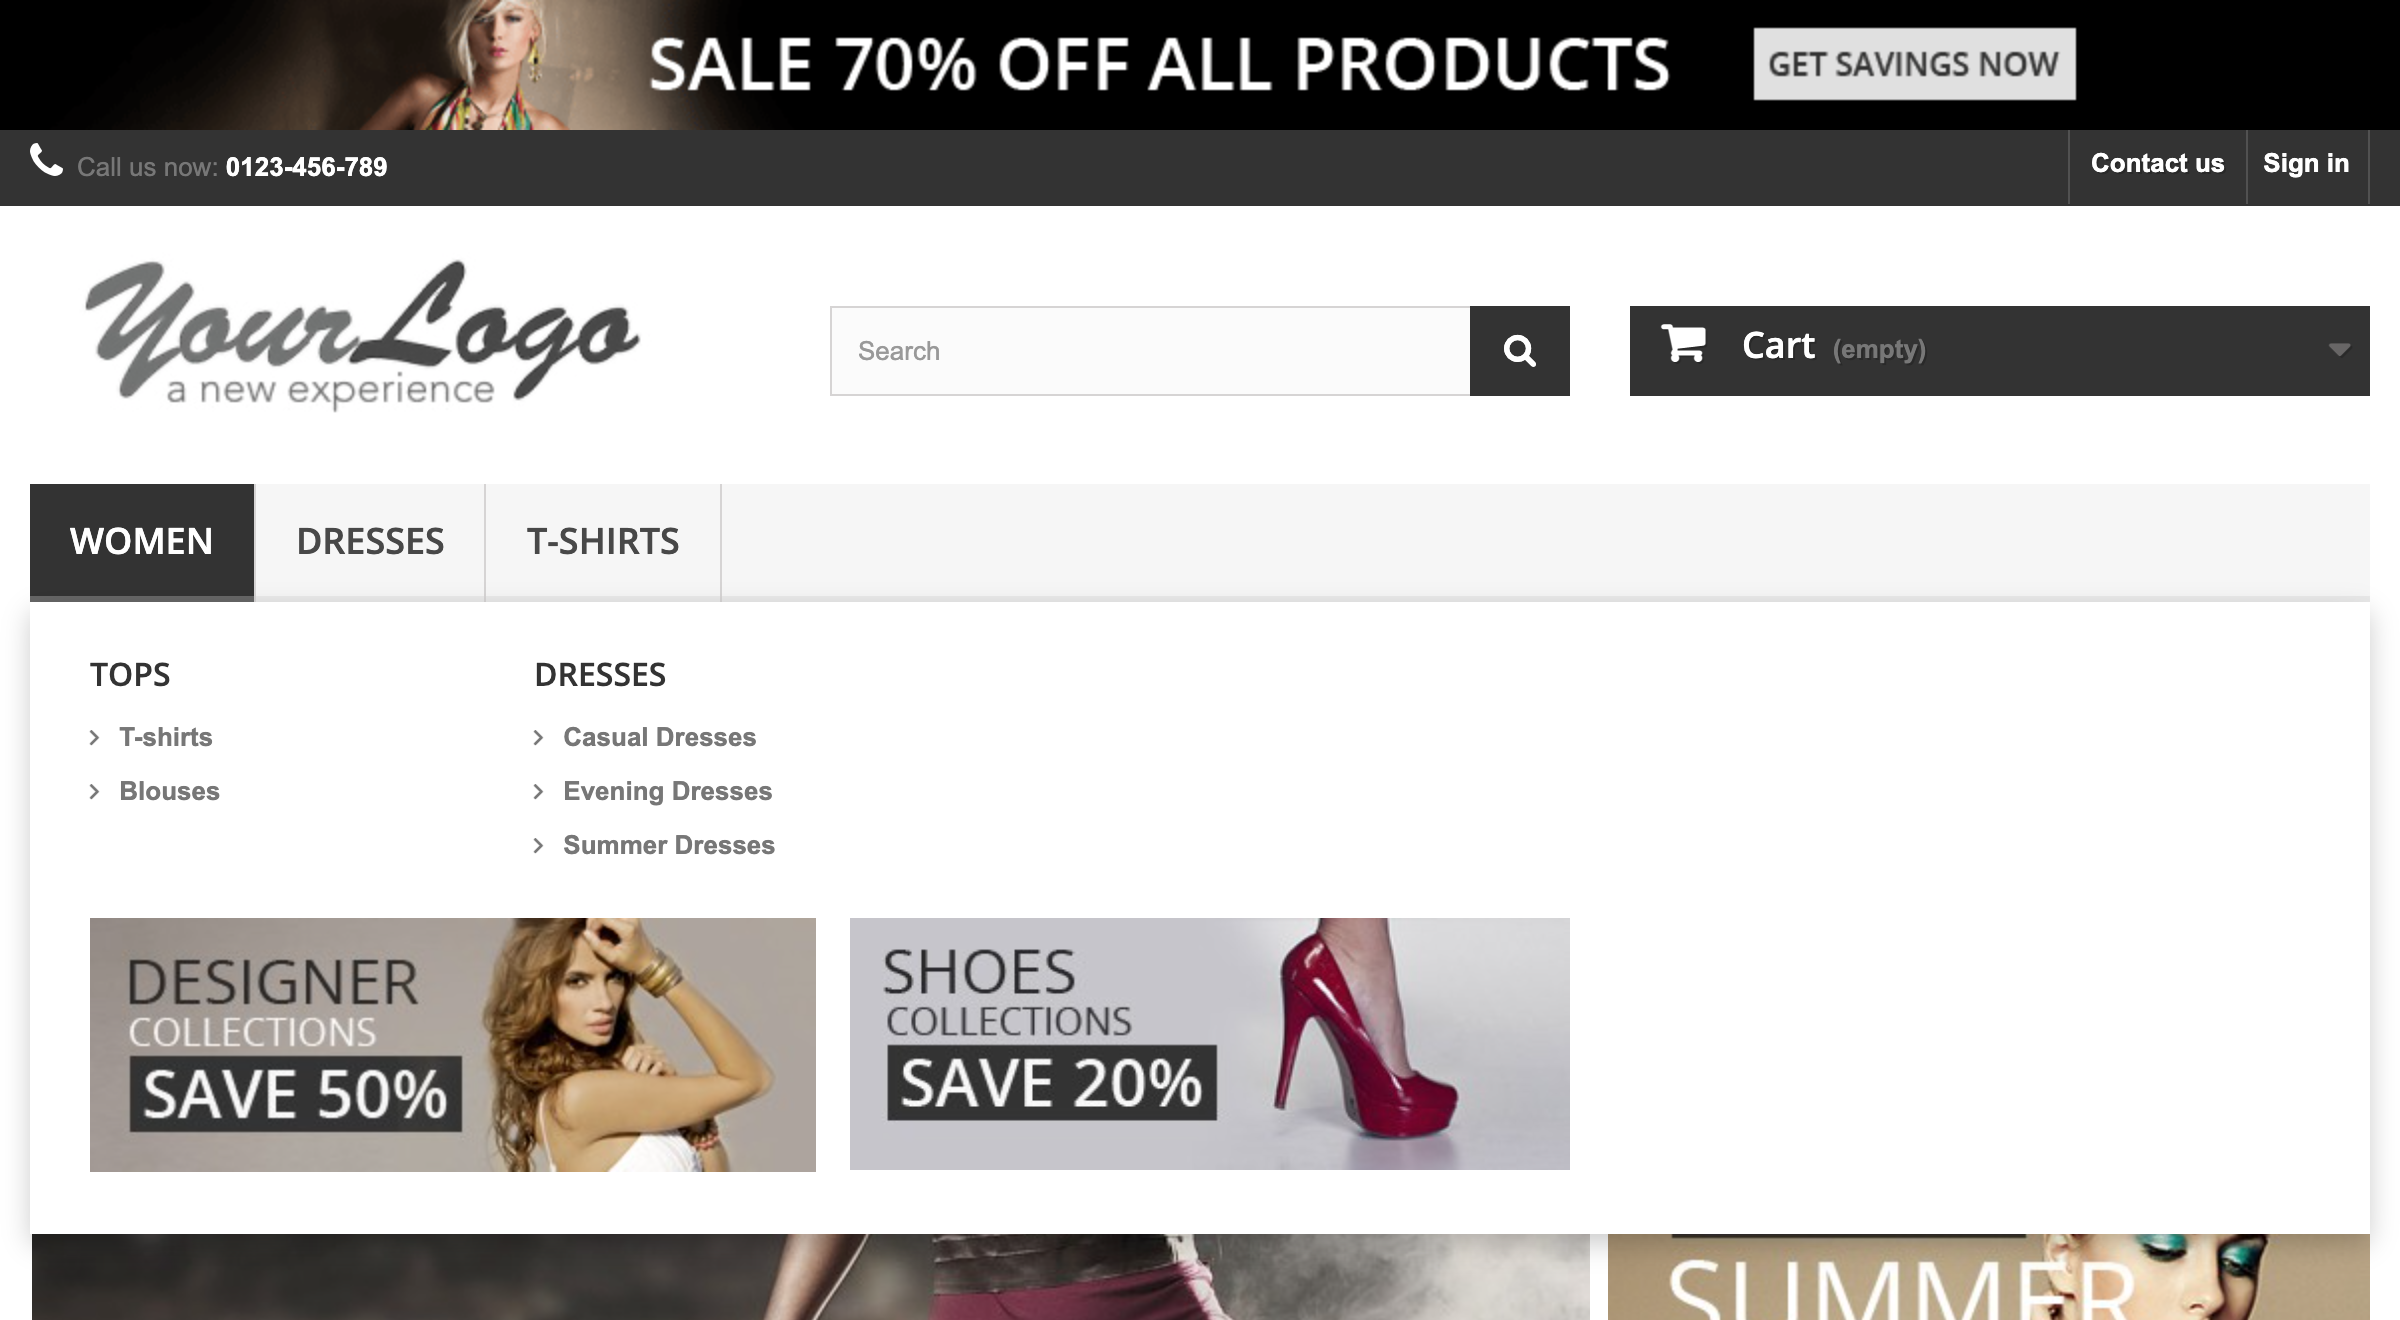 SALE 70% OFF ALL PRODUCTS
GET SAVINGS NOW
Call us now: 0123-456-789
Contact us
Sign in
YourLogo
a new experience
Search
Cart (empty)
WOMEN
DRESSES
T-SHIRTS
TOPS
T-shirts
Blouses
DRESSES
Casual Dresses
Evening Dresses
Summer Dresses
DESIGNER
COLLECTIONS
SAVE 50%
SHOES
COLLECTIONS
SAVE 20%
SUMMER